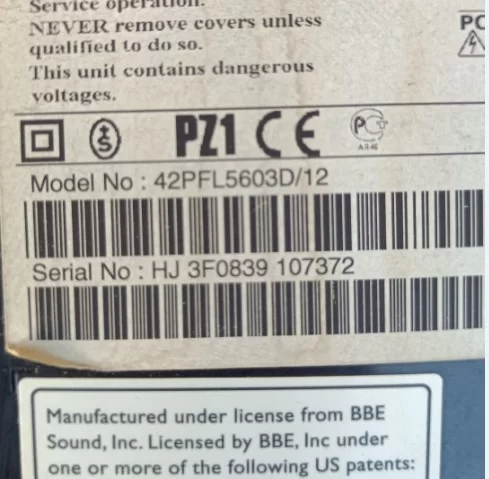 Service operation.
NEVER remove covers unless
qualified to do so.
This unit contains dangerous
voltages.
PZ1 CE
Model No : 42PFL5603D/12
Serial No : HJ 3F0839 107372
Manufactured under license from BBE
Sound, Inc. Licensed by BBE, Inc under
one or more of the following US patents: